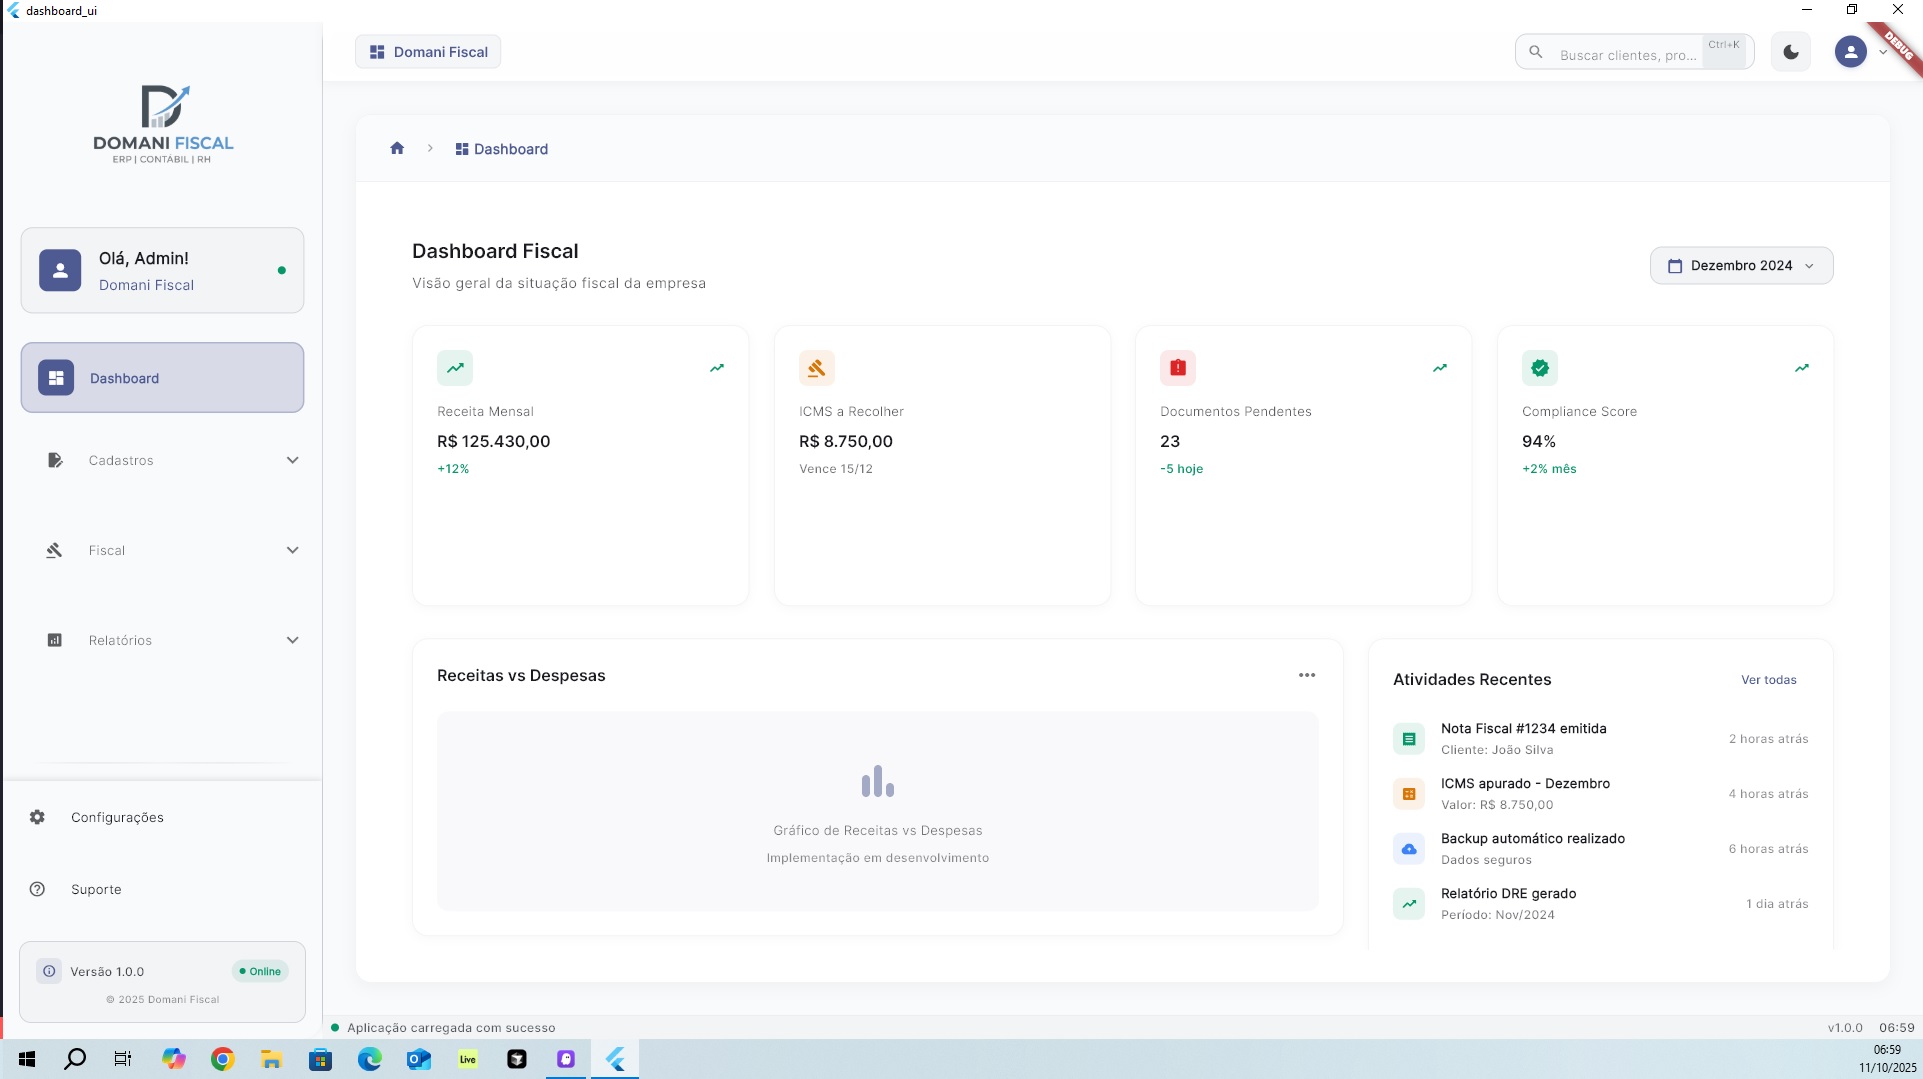 dashboard_ui
DEBUG
Domani Fiscal
Buscar clientes, pro...
Ctrl+K
DOMANI FISCAL
ERP | CONTÁBIL | RH
Dashboard
Olá, Admin!
Domani Fiscal
Dashboard
Cadastros
Fiscal
Relatórios
Configurações
Suporte
Versão 1.0.0
Online
© 2025 Domani Fiscal
Dashboard Fiscal
Visão geral da situação fiscal da empresa
Dezembro 2024
Receita Mensal
R$ 125.430,00
+12%
ICMS a Recolher
R$ 8.750,00
Vence 15/12
Documentos Pendentes
23
-5 hoje
Compliance Score
94%
+2% mês
Receitas vs Despesas
Gráfico de Receitas vs Despesas
Implementação em desenvolvimento
Atividades Recentes
Ver todas
Nota Fiscal #1234 emitida
Cliente: João Silva
2 horas atrás
ICMS apurado - Dezembro
Valor: R$ 8.750,00
4 horas atrás
Backup automático realizado
Dados seguros
6 horas atrás
Relatório DRE gerado
Período: Nov/2024
1 dia atrás
Aplicação carregada com sucesso
v1.0.0
06:59
Live
06:59
11/10/2025